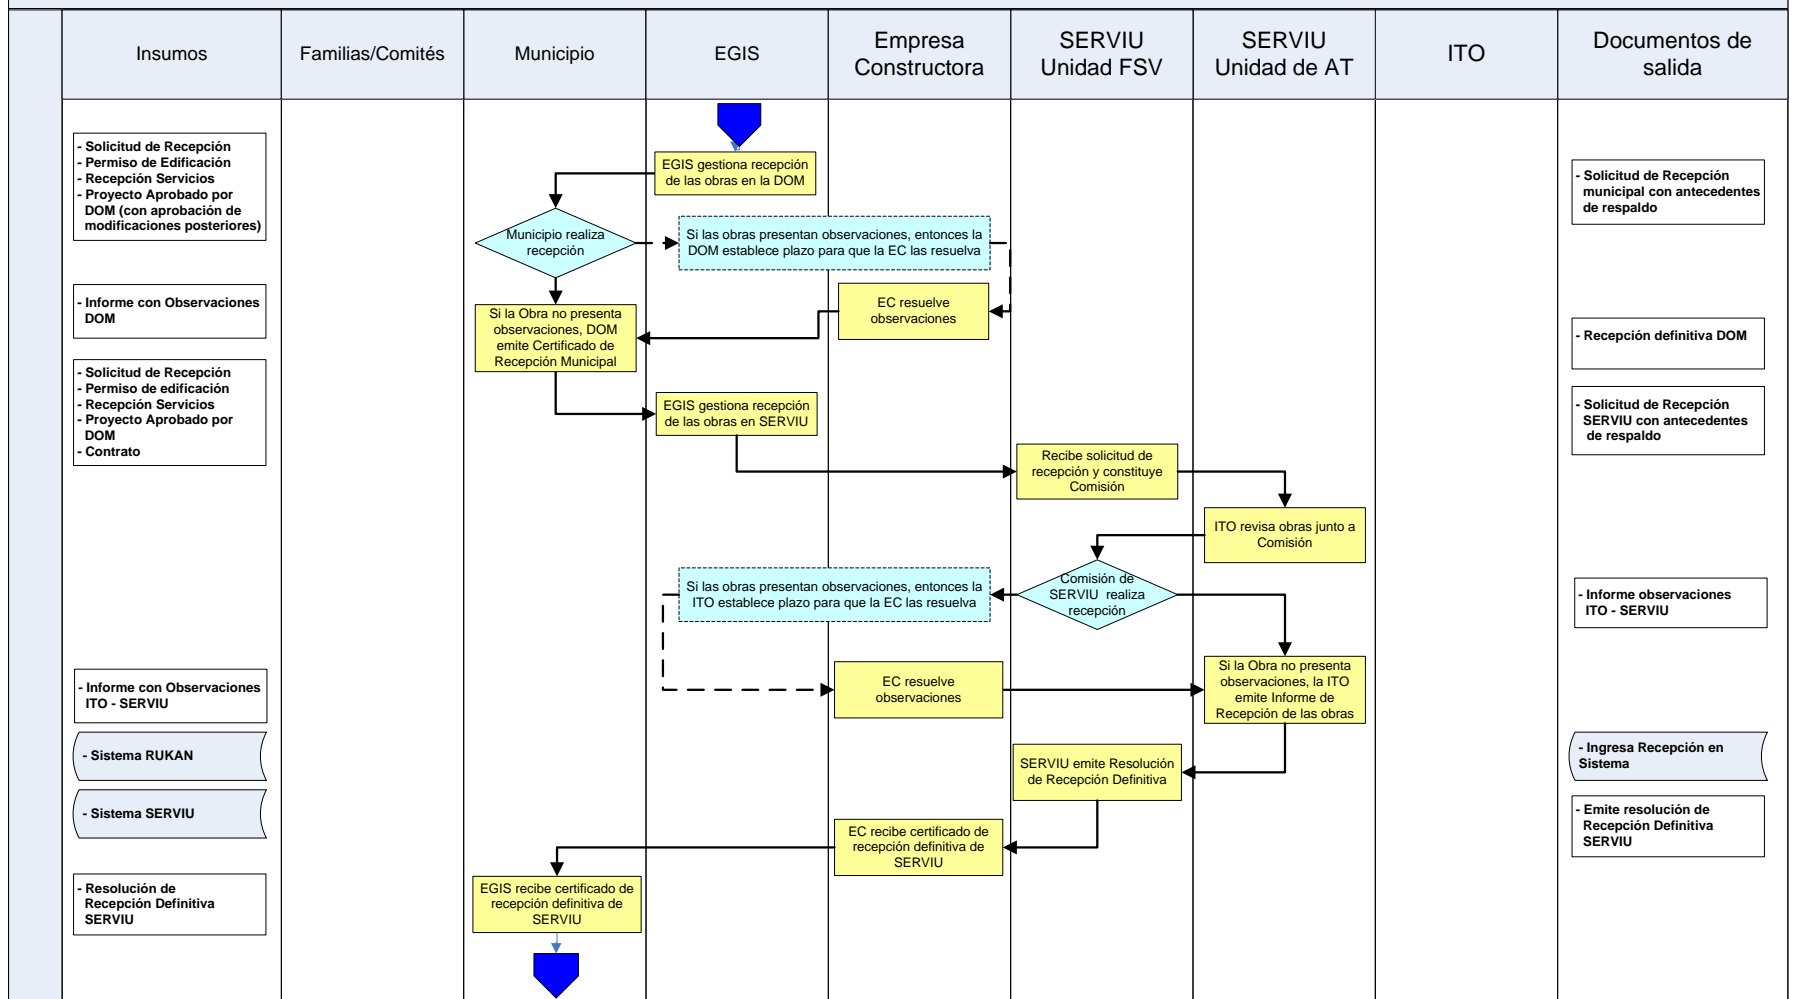 Insumos
Familias/Comités
Municipio
EGIS
Empresa
Constructora
SERVIU
Unidad FSV
SERVIU
Unidad de AT
ITO
Documentos de
salida
- Solicitud de Recepción
- Permiso de Edificación
- Recepción Servicios
- Proyecto Aprobado por
DOM (con aprobación de
modificaciones posteriores)
EGIS gestiona recepción
de las obras en la DOM
- Solicitud de Recepción
municipal con antecedentes
de respaldo
Municipio realiza
recepción
Si las obras presentan observaciones, entonces la
DOM establece plazo para que la EC las resuelva
- Informe con Observaciones
DOM
EC resuelve
observaciones
Si la Obra no presenta
observaciones, DOM
emite Certificado de
Recepción Municipal
- Recepción definitiva DOM
- Solicitud de Recepción
- Permiso de edificación
- Recepción Servicios
- Proyecto Aprobado por
DOM
- Contrato
EGIS gestiona recepción
de las obras en SERVIU
- Solicitud de Recepción
SERVIU con antecedentes
de respaldo
Recibe solicitud de
recepción y constituye
Comisión
ITO revisa obras junto a
Comisión
Si las obras presentan observaciones, entonces la
ITO establece plazo para que la EC las resuelva
Comisión de
SERVIU realiza
recepción
- Informe observaciones
ITO - SERVIU
- Informe con Observaciones
ITO - SERVIU
EC resuelve
observaciones
Si la Obra no presenta
observaciones, la ITO
emite Informe de
Recepción de las obras
- Sistema RUKAN
SERVIU emite Resolución
de Recepción Definitiva
- Ingresa Recepción en
Sistema
- Sistema SERVIU
EC recibe certificado de
recepción definitiva de
SERVIU
- Emite resolución de
Recepción Definitiva
SERVIU
- Resolución de
Recepción Definitiva
SERVIU
EGIS recibe certificado de
recepción definitiva de
SERVIU